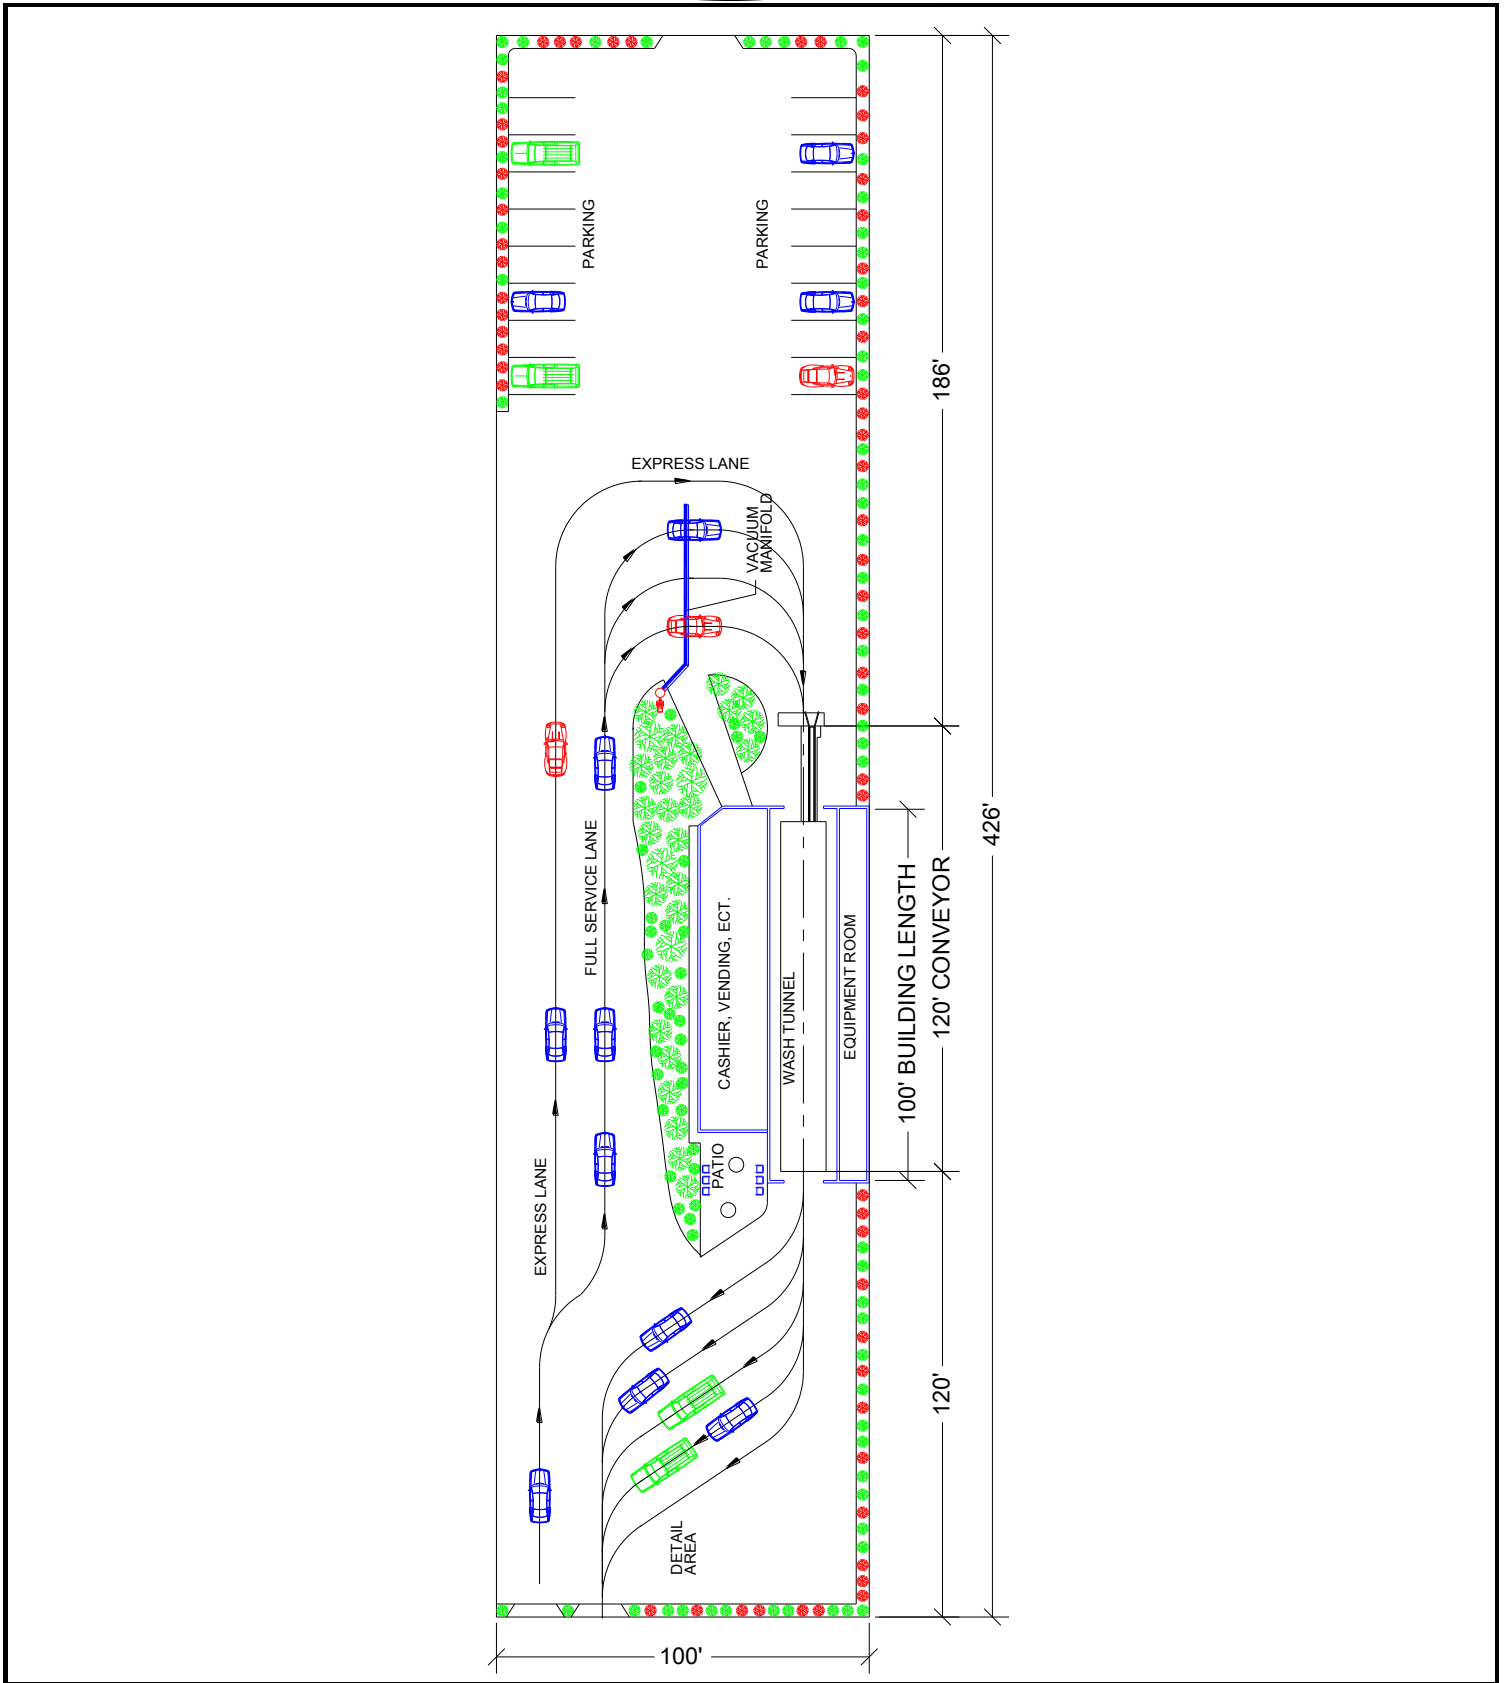 PARKING
PARKING
186'
EXPRESS LANE
VACUUM
MANIFOLD
426'
FULL SERVICE LANE
CASHIER, VENDING, ECT.
WASH TUNNEL
EQUIPMENT ROOM
100' BUILDING LENGTH
120' CONVEYOR
PATIO
EXPRESS LANE
120'
DETAIL
AREA
100'